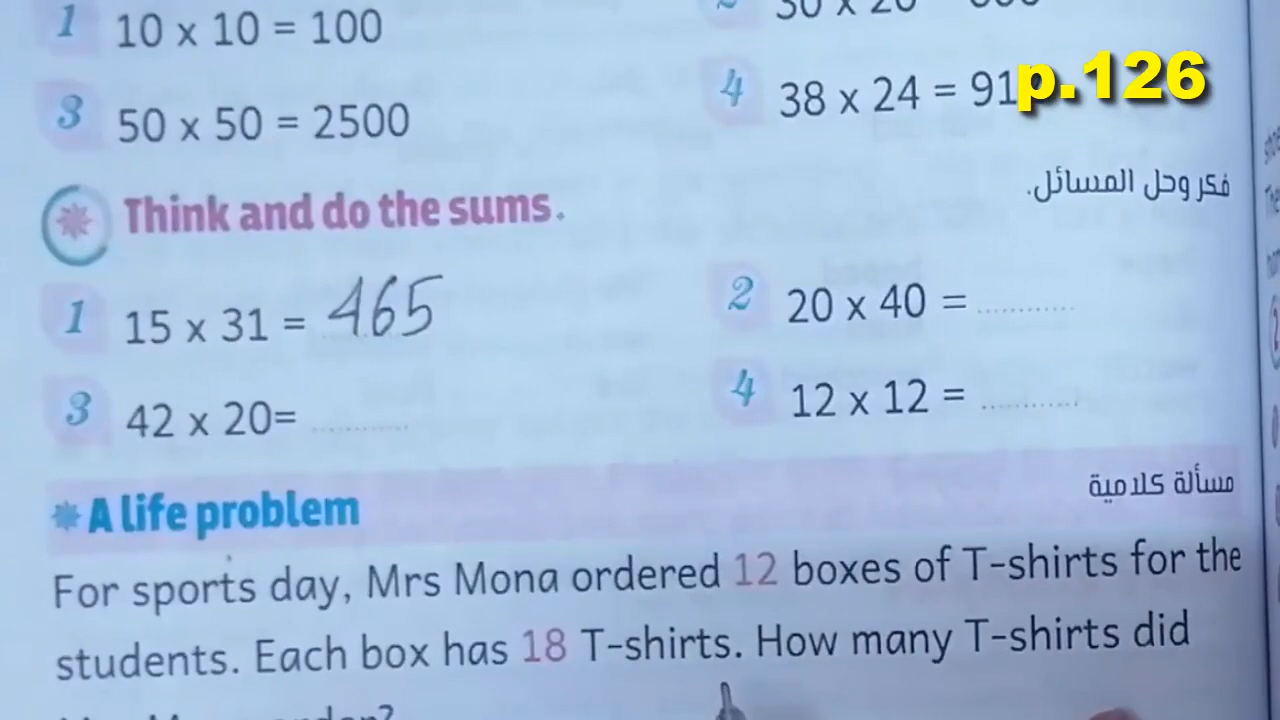 1 10 x 10 = 100
3 50 x 50 = 2500
4 38 x 24 = 91
p.126
Think and do the sums.
فكر وحل المسائل.
1 15 x 31 = 465
2 20 x 40 = ............
3 42 x 20= ............
4 12 x 12 = ............
A life problem
مسألة كلامية
For sports day, Mrs Mona ordered 12 boxes of T-shirts for the
students. Each box has 18 T-shirts. How many T-shirts did